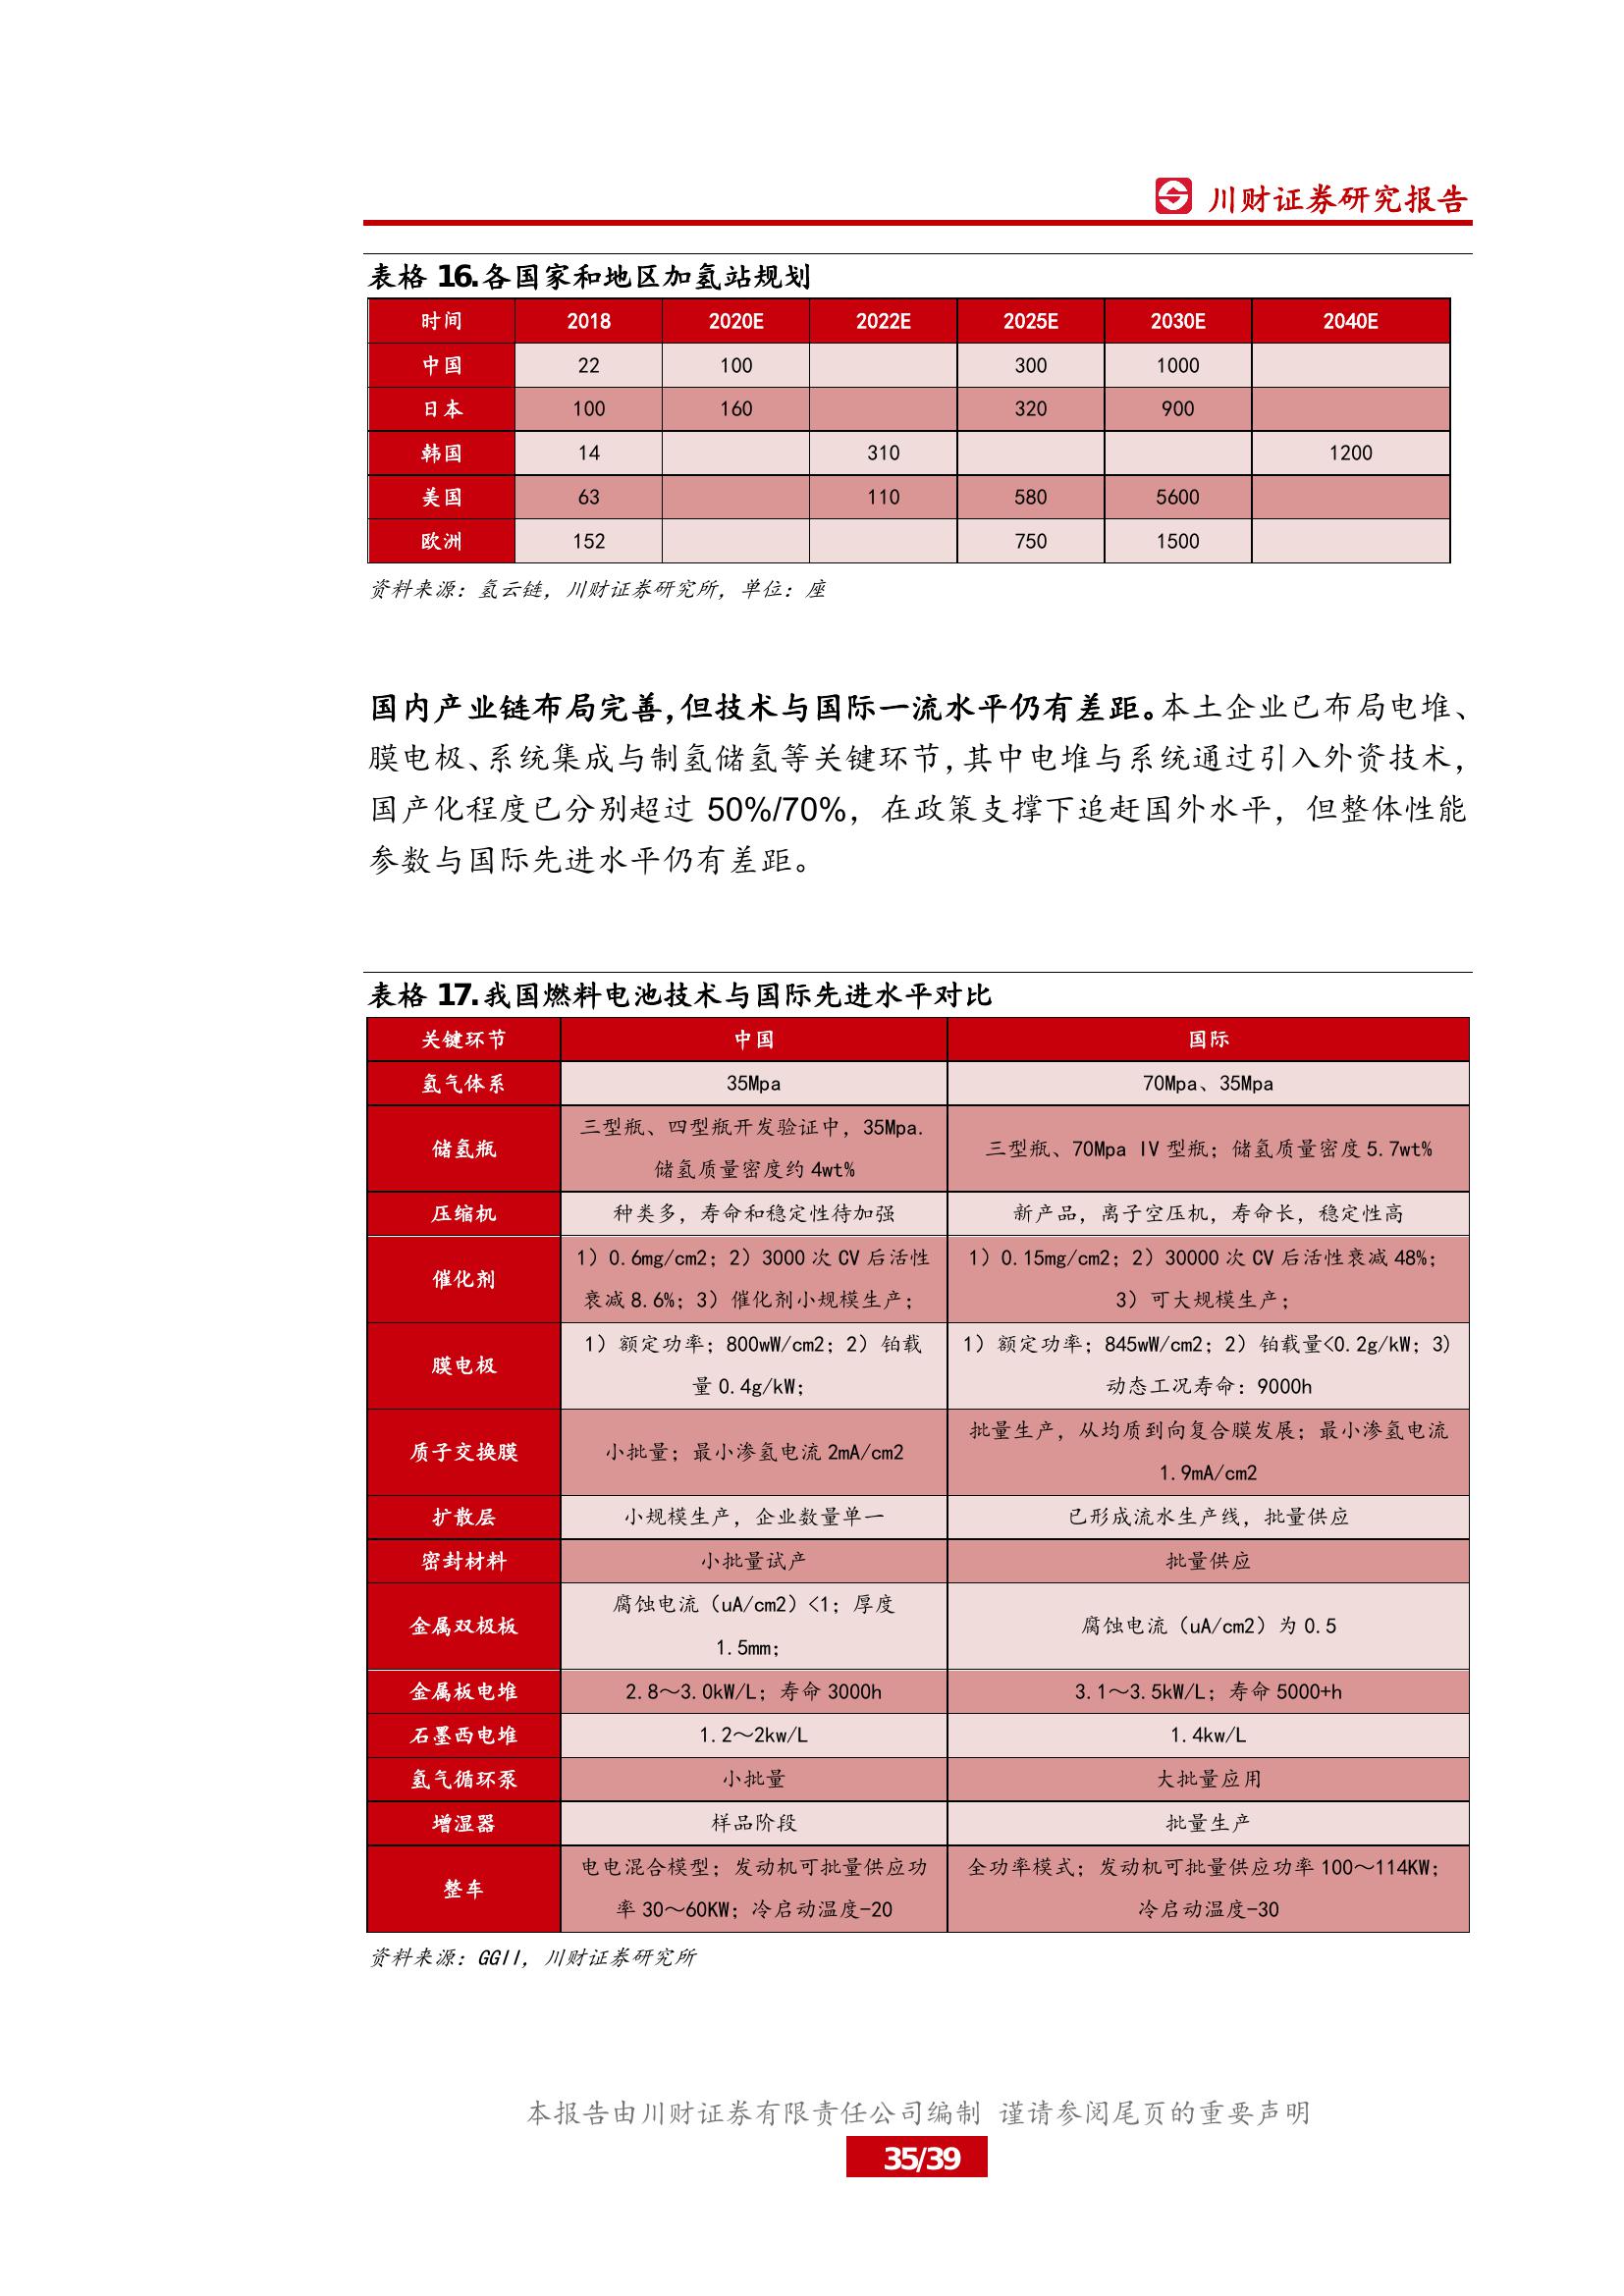 川财证券研究报告
表格 16.各国家和地区加氢站规划
时间 2018 2020E 2022E 2025E 2030E 2040E
中国 22 100 300 1000
日本 100 160 320 900
韩国 14 310 1200
美国 63 110 580 5600
欧洲 152 750 1500
资料来源：氢云链，川财证券研究所，单位：座
国内产业链布局完善，但技术与国际一流水平仍有差距。本土企业已布局电堆、
膜电极、系统集成与制氢储氢等关键环节，其中电堆与系统通过引入外资技术，
国产化程度已分别超过 50%/70%，在政策支撑下追赶国外水平，但整体性能
参数与国际先进水平仍有差距。
表格 17.我国燃料电池技术与国际先进水平对比
关键环节 中国 国际
氢气体系 35Mpa 70Mpa、35Mpa
储氢瓶 三型瓶、四型瓶开发验证中，35Mpa.
储氢质量密度约 4wt% 三型瓶、70Mpa IV 型瓶；储氢质量密度 5.7wt%
压缩机 种类多，寿命和稳定性待加强 新产品，离子空压机，寿命长，稳定性高
催化剂 1）0.6mg/cm2；2）3000 次 CV 后活性
衰减 8.6%；3）催化剂小规模生产； 1）0.15mg/cm2；2）30000 次 CV 后活性衰减 48%；
3）可大规模生产；
膜电极 1）额定功率；800wW/cm2；2）铂载
量 0.4g/kW； 1）额定功率；845wW/cm2；2）铂载量<0.2g/kW；3）
动态工况寿命：9000h
质子交换膜 小批量；最小渗氢电流 2mA/cm2 批量生产，从均质到向复合膜发展；最小渗氢电流
1.9mA/cm2
扩散层 小规模生产，企业数量单一 已形成流水生产线，批量供应
密封材料 小批量试产 批量供应
金属双极板 腐蚀电流（uA/cm2）<1；厚度
1.5mm； 腐蚀电流（uA/cm2）为 0.5
金属板电堆 2.8～3.0kW/L；寿命 3000h 3.1～3.5kW/L；寿命 5000+h
石墨西电堆 1.2～2kw/L 1.4kw/L
氢气循环泵 小批量 大批量应用
增湿器 样品阶段 批量生产
整车 电电混合模型；发动机可批量供应功
率 30～60KW；冷启动温度-20 全功率模式；发动机可批量供应功率 100～114KW；
冷启动温度-30
资料来源：GGII，川财证券研究所
本报告由川财证券有限责任公司编制 谨请参阅尾页的重要声明
35/39